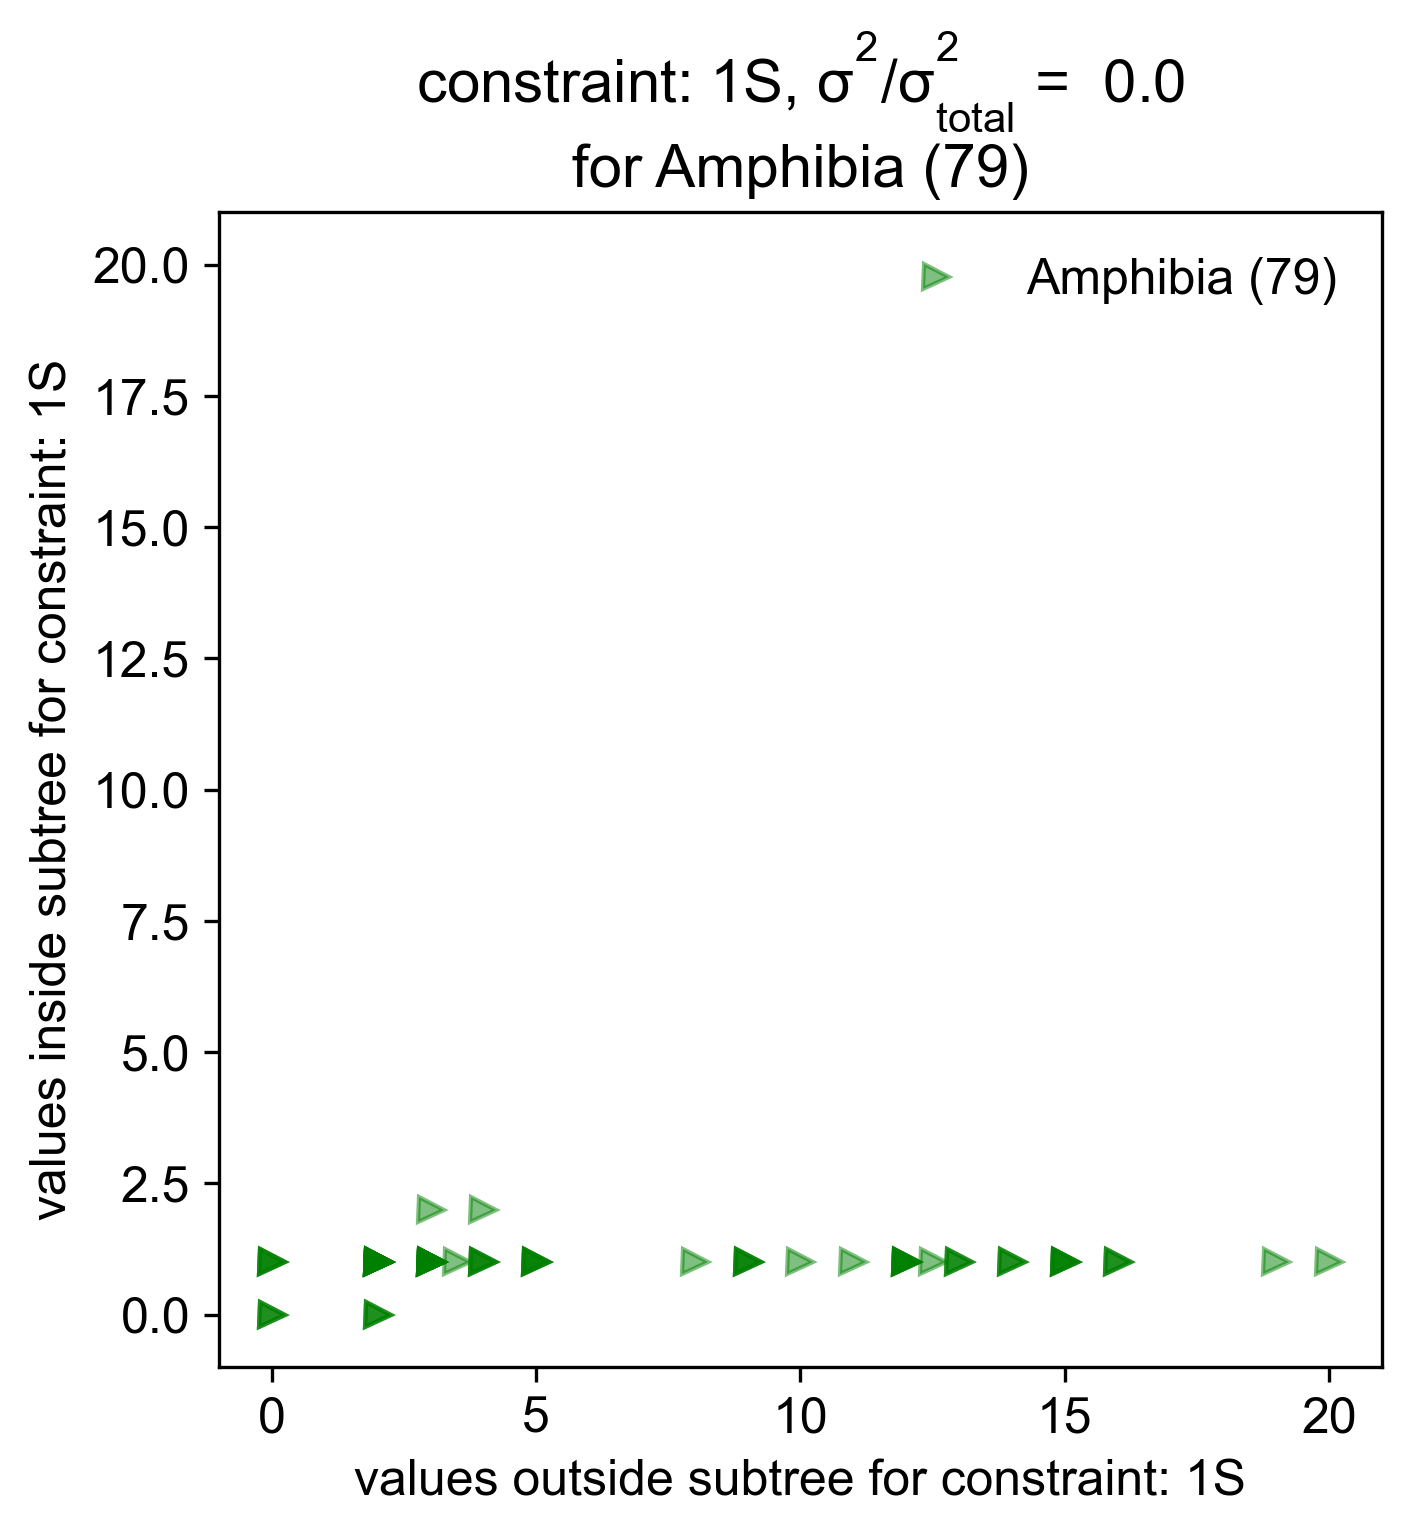 constraint: 1S, σ²/σ²total = 0.0
for Amphibia (79)
Amphibia (79)
20.0
17.5
15.0
12.5
10.0
7.5
5.0
2.5
0.0
values inside subtree for constraint: 1S
0 5 10 15 20
values outside subtree for constraint: 1S